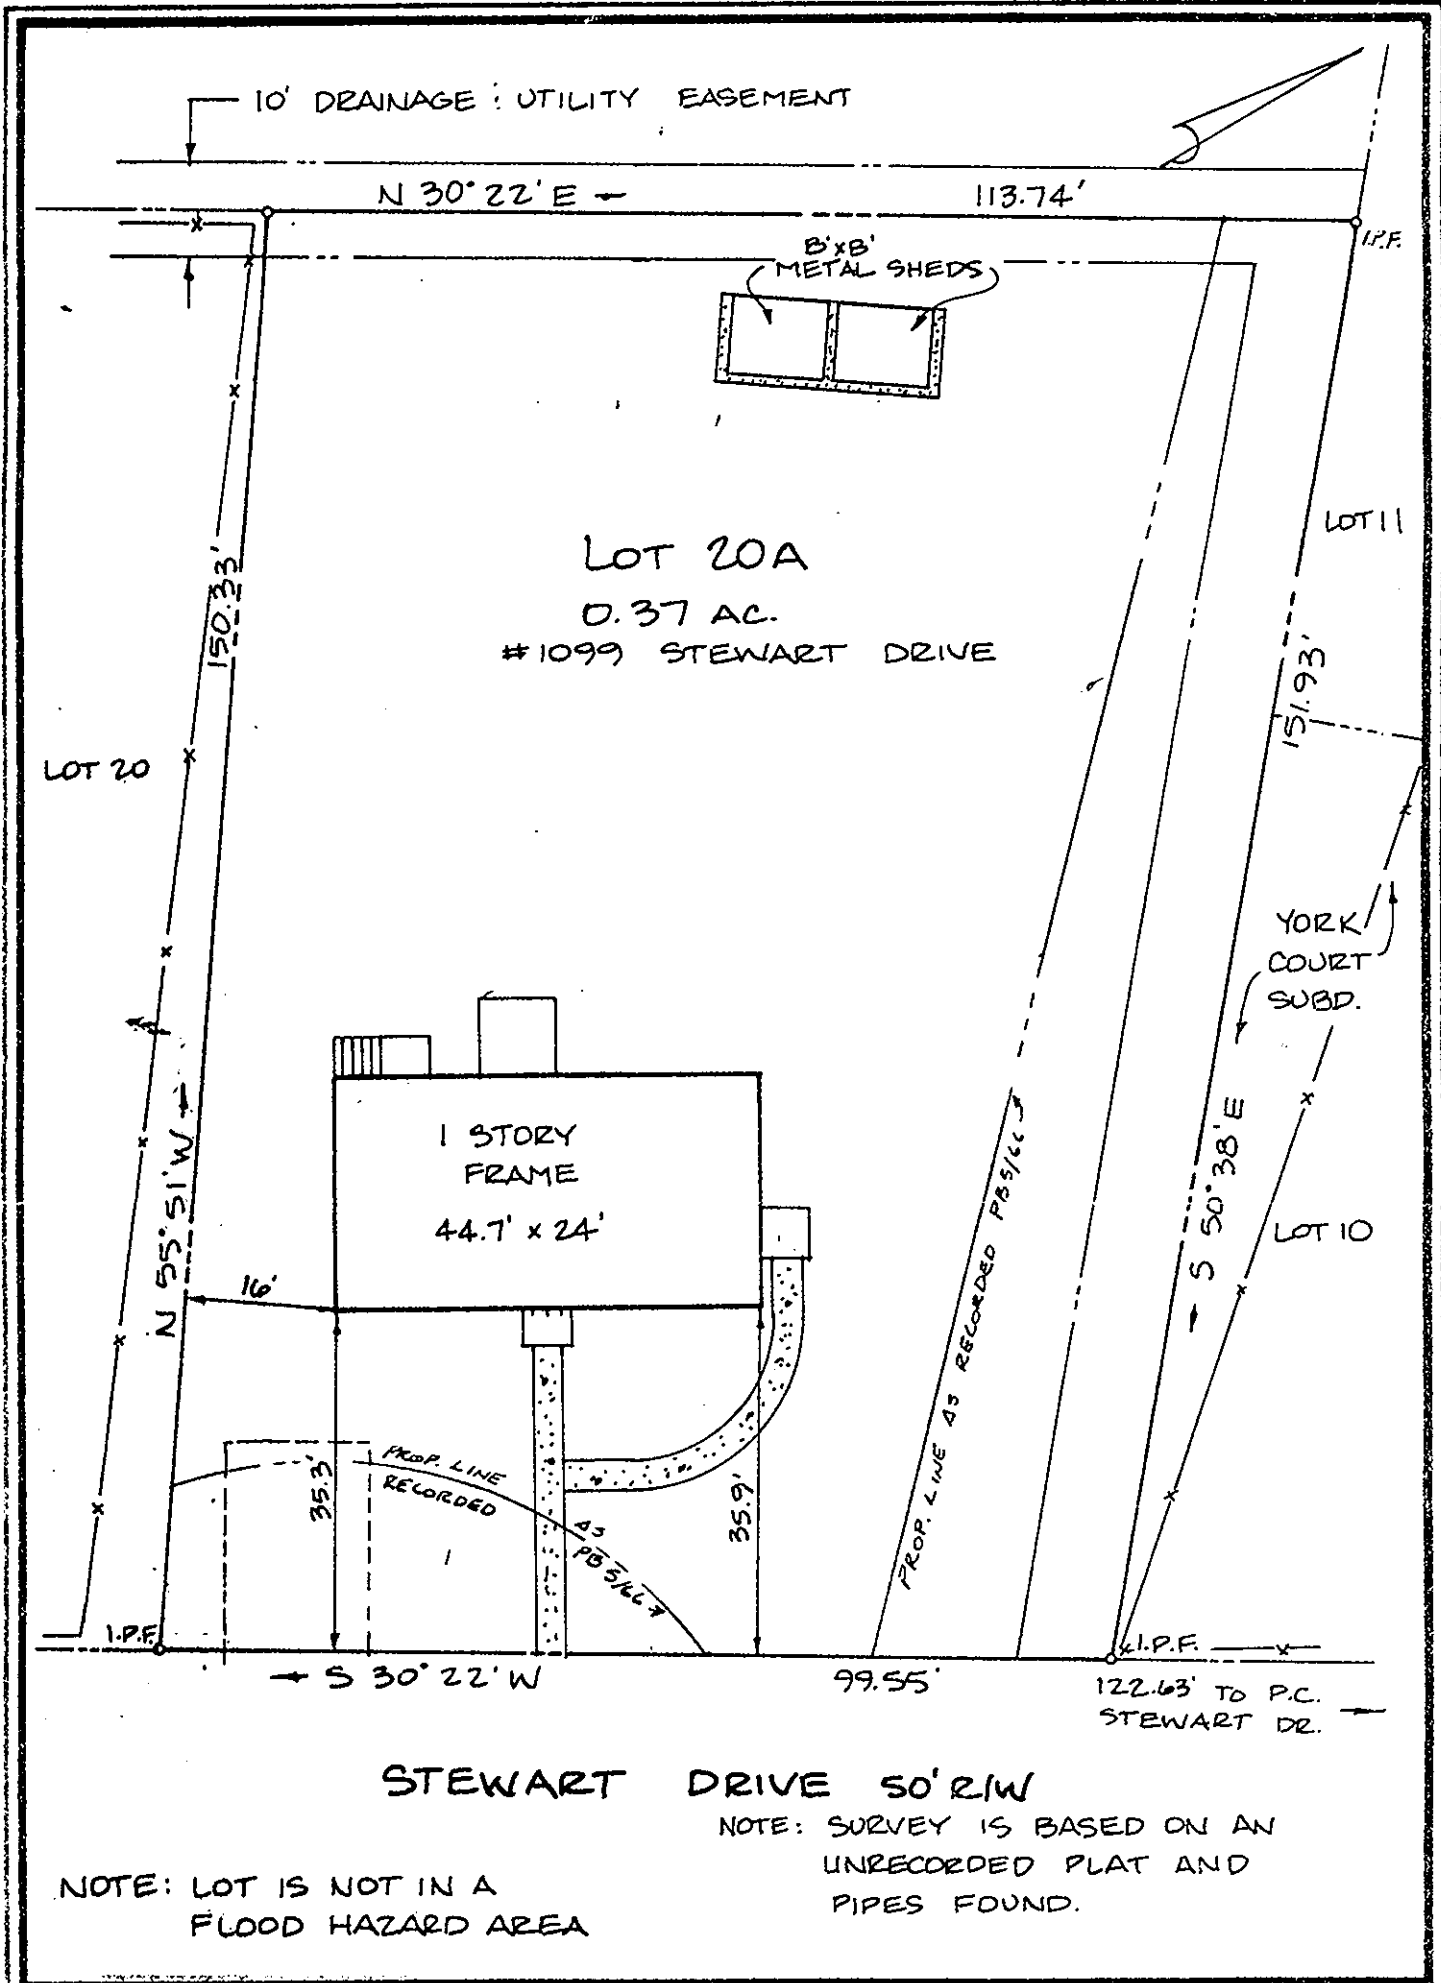 10' DRAINAGE : UTILITY EASEMENT
N 30° 22' E
113.74'
I.P.F.
8'x8'
METAL SHEDS
LOT 11
LOT 20A
0.37 AC.
#1099 STEWART DRIVE
150.33'
151.93'
LOT 20
YORK
COURT
SUBD.
N 55° 51' W
1 STORY
FRAME
44.7' x 24'
16'
S 50° 38' E
LOT 10
PROP. LINE AS RECORDED PB5/66
35.3'
PROP. LINE
RECORDED
AS
PB 5/66
35.9'
I.P.F.
I.P.F.
S 30° 22' W
99.55'
122.63' TO P.C.
STEWART DR.
STEWART DRIVE 50' R/W
NOTE: SURVEY IS BASED ON AN
UNRECORDED PLAT AND
PIPES FOUND.
NOTE: LOT IS NOT IN A
FLOOD HAZARD AREA